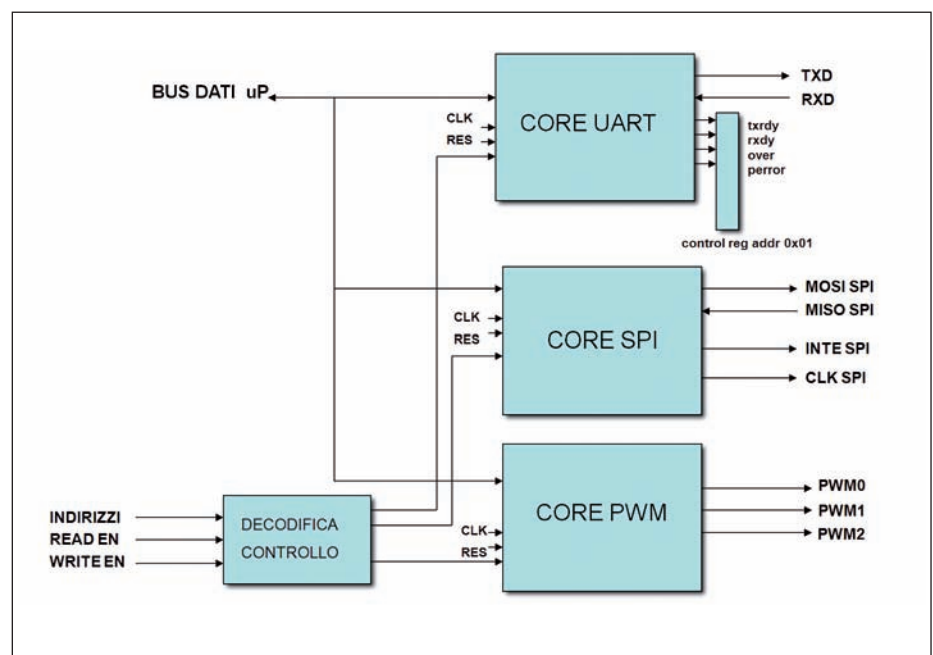 BUS DATI uP
CLK
RES
CORE UART
TXD
RXD
txrdy
rxdy
over
perror
control reg addr 0x01
CLK
RES
CORE SPI
MOSI SPI
MISO SPI
INTE SPI
CLK SPI
INDIRIZZI
READ EN
WRITE EN
DECODIFICA
CONTROLLO
CLK
RES
CORE PWM
PWM0
PWM1
PWM2